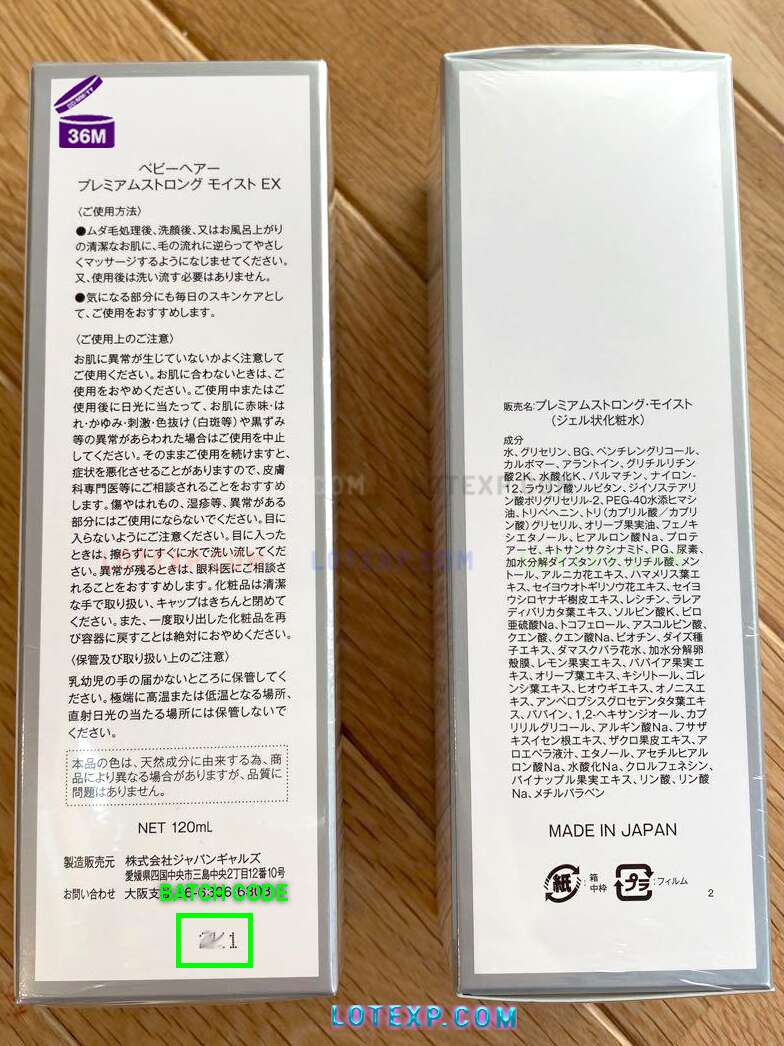 36M
ベビーヘアー
プレミアムストロング モイスト EX
〈ご使用方法〉
●ムダ毛処理後、洗顔後、又はお風呂上がり
の清潔なお肌に、毛の流れに逆らってやさし
くマッサージするようになじませてください。
又、使用後は洗い流す必要はありません。
●気になる部分にも毎日のスキンケアとし
て、ご使用をおすすめします。
〈ご使用上のご注意〉
お肌に異常が生じていないかよく注意して
ご使用ください。お肌に合わないときは、ご
使用をおやめください。ご使用中またはご
使用後に日光に当たって、お肌に赤味・は
れ・かゆみ・刺激・色抜け(白斑等)や黒ずみ
等の異常があらわれた場合はご使用を中止
してください。そのままご使用を続けますと、
症状を悪化させることがありますので、皮膚
科専門医等にご相談されることをおすすめ
します。傷やはれもの、湿疹等、異常がある
部分にはご使用にならないでください。目に
入らないようにご注意ください。目に入った
ときは、擦らずにすぐに水で洗い流してくだ
さい。異常が残るときは、眼科医にご相談さ
れることをおすすめします。化粧品は清潔
な手で取り扱い、キャップはきちんと閉めて
ください。また、一度取り出した化粧品を再
び容器に戻すことは絶対におやめください。
〈保管及び取り扱い上のご注意〉
乳幼児の手の届かないところに保管してく
ださい。極端に高温または低温となる場所、
直射日光の当たる場所には保管しないで
ください。
本品の色は、天然成分に由来する為、商
品により異なる場合がありますが、品質に
問題はありません。
NET 120mL
製造販売元 株式会社ジャパンギャルズ
愛媛県四国中央市三島中央2丁目12番10号
お問い合わせ 大阪支
BATCH CODE
1
販売名:プレミアムストロング・モイスト
(ジェル状化粧水)
成分
水、グリセリン、BG、ペンチレングリコール、
カルボマー、アラントイン、グリチルリチン
酸2K、水酸化K、パルマチン、ナイロン-
12、ラウリン酸ソルビタン、ジイソステアリン
酸ポリグリセリル-2、PEG-40水添ヒマシ
油、トリベヘニン、トリ(カプリル酸/カプリ
ン酸)グリセリル、オリーブ果実油、フェノキ
シエタノール、ヒアルロン酸Na、プロテ
アーゼ、キトサンサクシナミド、PG、尿素、
加水分解ダイズタンパク、サリチル酸、メン
トール、アルニカ花エキス、ハマメリス葉エ
キス、セイヨウオトギリソウ花エキス、セイヨ
ウシロヤナギ樹皮エキス、レシチン、ラレア
ディバリカタ葉エキス、ソルビン酸K、ピロ
亜硫酸Na、トコフェロール、アスコルビン酸、
クエン酸、クエン酸Na、ビオチン、ダイズ種
子エキス、ダマスクバラ花水、加水分解卵
殻膜、レモン果実エキス、パパイア果実エ
キス、オリーブ葉エキス、キシリトール、ゴレ
ンシ葉エキス、ヒオウギエキス、オノニスエ
キス、アンペロプシスグロセデンタタ葉エキ
ス、パパイン、1,2-ヘキサンジオール、カプ
リリルグリコール、アルギン酸Na、フサザ
キスイセン根エキス、ザクロ果皮エキス、ア
ロエベラ液汁、エタノール、アセチルヒアル
ロン酸Na、水酸化Na、クロルフェネシン、
パイナップル果実エキス、リン酸、リン酸
Na、メチルパラベン
MADE IN JAPAN
紙:箱 中枠 プラ:フィルム
2
LOTEXP.COM
LOTEXP.COM